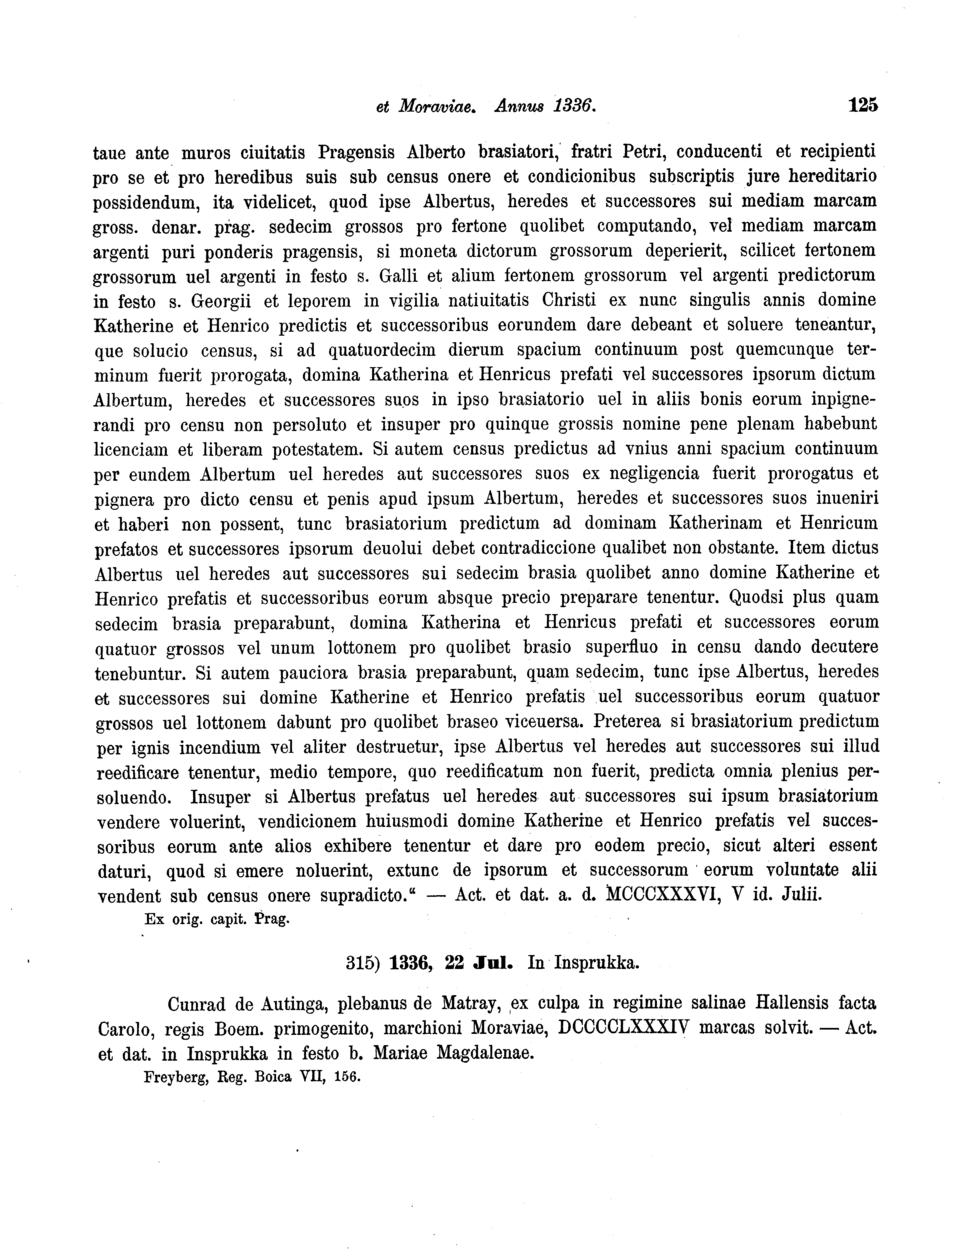 et Moraviae. Annus 1336. 125
taue ante muros ciuitatis Pragensis Alberto brasiatori, fratri Petri, conducenti et recipienti
pro se et pro heredibus suis sub census onere et condicionibus subscriptis jure hereditario
possidendum, ita videlicet, quod ipse Albertus, heredes et successores sui mediam marcam
gross. denar. prag. sedecim grossos pro fertone quolibet computando, vel mediam marcam
argenti puri ponderis pragensis, si moneta dictorum grossorum deperierit, scilicet fertonem
grossorum uel argenti in festo s. Galli et alium fertonem grossorum vel argenti predictorum
in festo s. Georgii et leporem in vigilia natiuitatis Christi ex nunc singulis annis domine
Katherine et Henrico predictis et successoribus eorundem dare debeant et soluere teneantur,
que solucio census, si ad quatuordecim dierum spacium continuum post quemcunque ter-
minum fuerit prorogata, domina Katherina et Henricus prefati vel successores ipsorum dictum
Albertum, heredes et successores suos in ipso brasiatorio uel in aliis bonis eorum inpigne-
randi pro censu non persoluto et insuper pro quinque grossis nomine pene plenam habebunt
licenciam et liberam potestatem. Si autem census predictus ad vnius anni spacium continuum
per eundem Albertum uel heredes aut successores suos ex negligencia fuerit prorogatus et
pignera pro dicto censu et penis apud ipsum Albertum, heredes et successores suos inueniri
et haberi non possent, tunc brasiatorium predictum ad dominam Katherinam et Henricum
prefatos et successores ipsorum deuolui debet contradiccione qualibet non obstante. Item dictus
Albertus uel heredes aut successores sui sedecim brasia quolibet anno domine Katherine et
Henrico prefatis et successoribus eorum absque precio preparare tenentur. Quodsi plus quam
sedecim brasia preparabunt, domina Katherina et Henricus prefati et successores eorum
quatuor grossos vel unum lottonem pro quolibet brasio superfluo in censu dando decutere
tenebuntur. Si autem pauciora brasia preparabunt, quam sedecim, tunc ipse Albertus, heredes
et successores sui domine Katherine et Henrico prefatis uel successoribus eorum quatuor
grossos uel lottonem dabunt pro quolibet braseo viceuersa. Preterea si brasiatorium predictum
per ignis incendium vel aliter destruetur, ipse Albertus vel heredes aut successores sui illud
reedificare tenentur, medio tempore, quo reedificatum non fuerit, predicta omnia plenius per-
soluendo. Insuper si Albertus prefatus uel heredes aut successores sui ipsum brasiatorium
vendere voluerint, vendicionem huiusmodi domine Katherine et Henrico prefatis vel succes-
soribus eorum ante alios exhibere tenentur et dare pro eodem precio, sicut alteri essent
daturi, quod si emere noluerint, extunc de ipsorum et successorum eorum voluntate alii
vendent sub census onere supradicto.“ — Act. et dat. a. d. MCCCXXXVI, V id. Julii.
Ex orig. capit. Prag.
315) 1336, 22 Jul. In Insprukka.
Cunrad de Autinga, plebanus de Matray, ex culpa in regimine salinae Hallensis facta
Carolo, regis Boem. primogenito, marchioni Moraviae, DCCCCLXXXIV marcas solvit. — Act.
et dat. in Insprukka in festo b. Mariae Magdalenae.
Freyberg, Reg. Boica VII, 156.